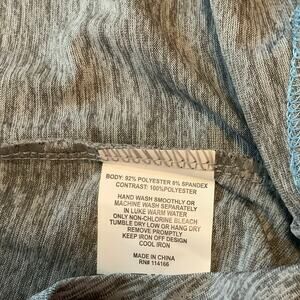 BODY: 92% POLYESTER 8% SPANDEX
CONTRAST: 100%POLYESTER
HAND WASH SMOOTHLY OR
MACHINE WASH SEPARATELY
IN LUKE WARM WATER
ONLY NON-CHLORINE BLEACH
TUMBLE DRY LOW OR HANG DRY
REMOVE PROMPTLY
KEEP IRON OFF DESIGN
COOL IRON
MADE IN CHINA
RN# 114166